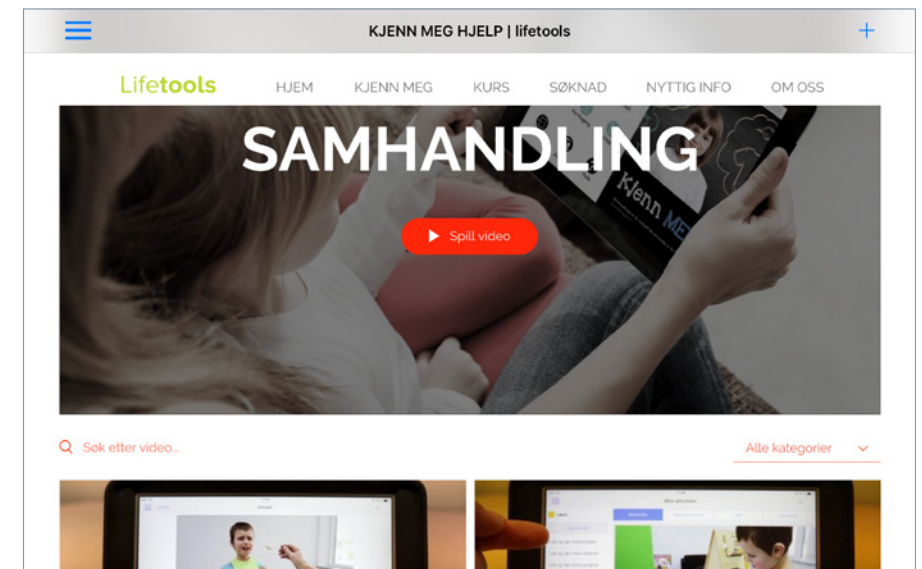 KJENN MEG HJELP | lifetools
+
Lifetools
HJEM KJENN MEG KURS SØKNAD NYTTIG INFO OM OSS
SAMHANDLING
Kjenn ME
Spill video
Søk etter video...
Alle kategorier